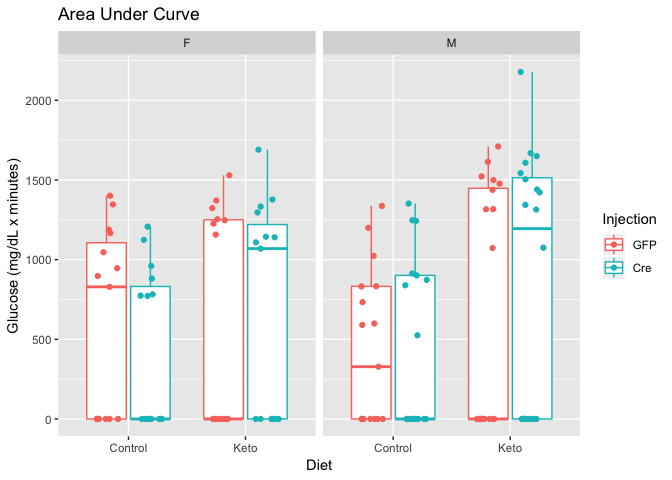 Area Under Curve
F
M
2000
1500
1000
500
0
Glucose (mg/dL x minutes)
Control
Keto
Control
Keto
Diet
Injection
GFP
Cre